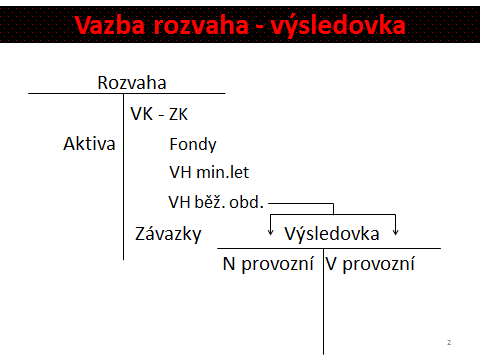 Vazba rozvaha - výsledovka
Rozvaha
VK - ZK
Aktiva
Fondy
VH min.let
VH běž. obd.
Závazky
Výsledovka
N provozní
V provozní
2